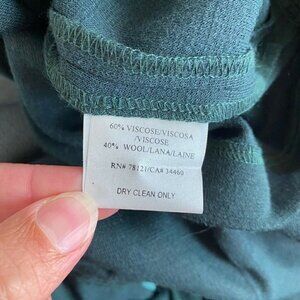 60% VISCOSE/VISCOSA
/VISCOSE
40% WOOL/LANA/LAINE
RN# 78121/CA# 34460
DRY CLEAN ONLY